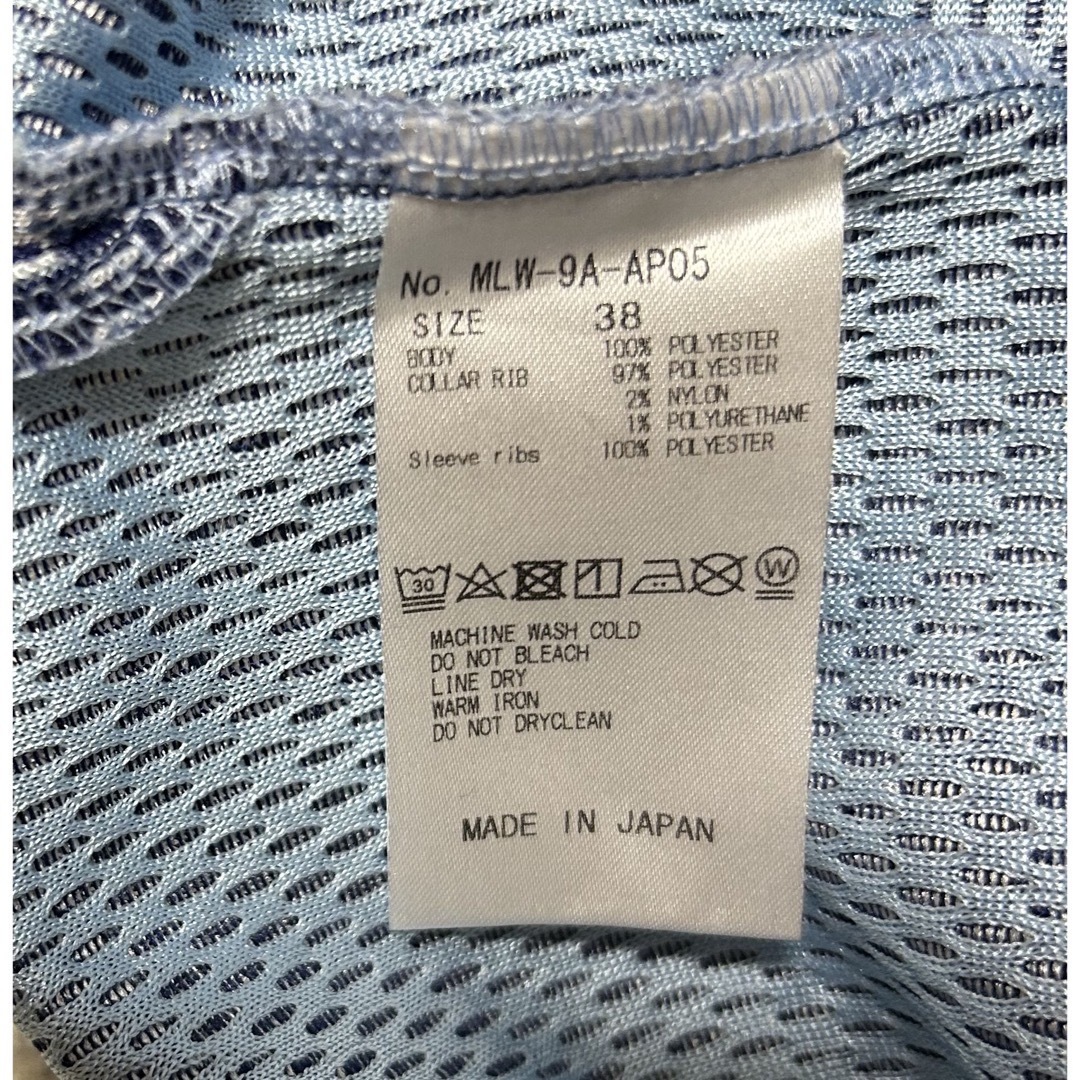 No. MLW-9A-AP05
SIZE 38
BODY 100% POLYESTER
COLLAR RIB 97% POLYESTER
2% NYLON
1% POLYURETHANE
Sleeve ribs 100% POLYESTER
30 W
MACHINE WASH COLD
DO NOT BLEACH
LINE DRY
WARM IRON
DO NOT DRYCLEAN
MADE IN JAPAN